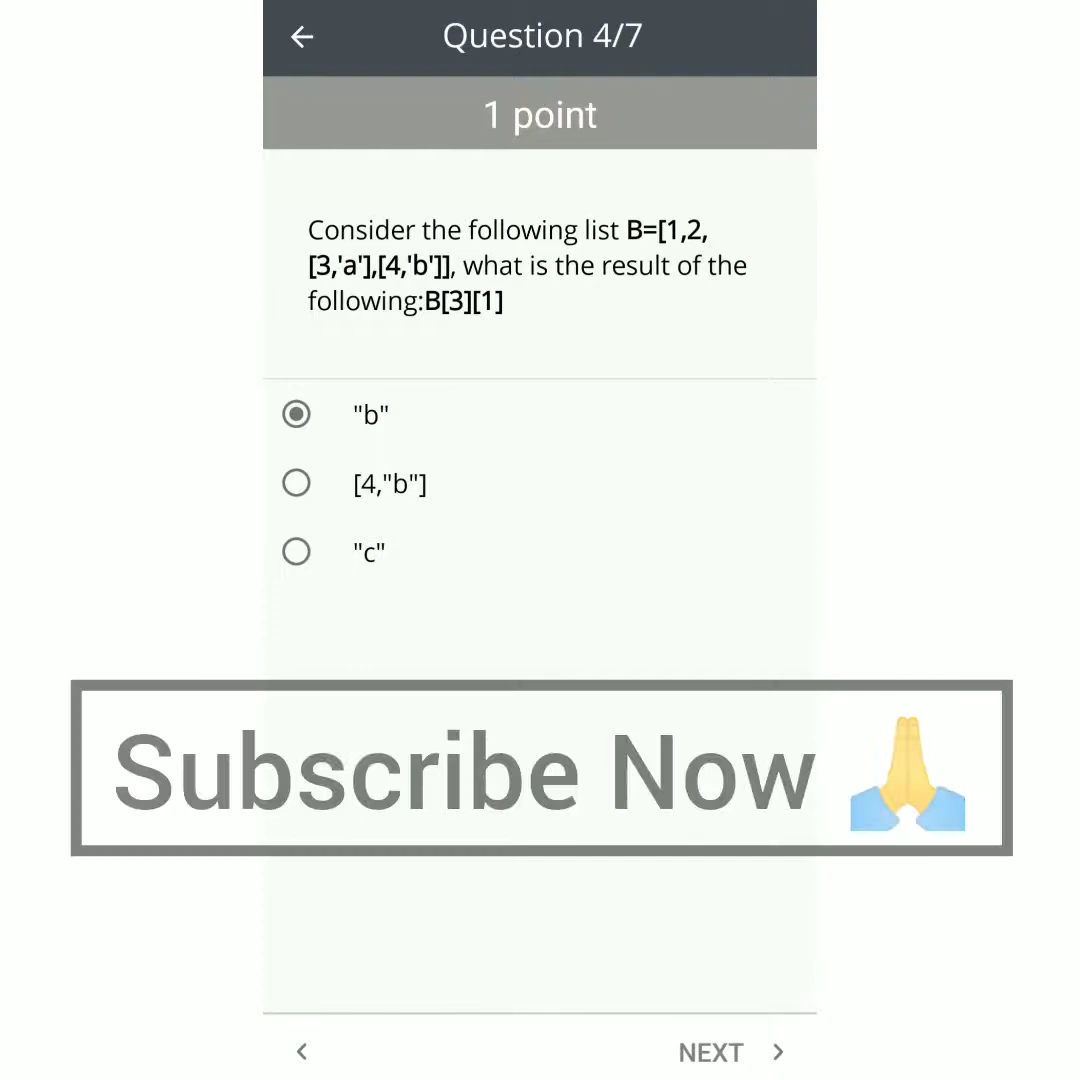 Question 4/7
1 point
Consider the following list B=[1,2,
[3,'a'],[4,'b']], what is the result of the
following:B[3][1]
"b"
[4,"b"]
"c"
Subscribe Now 🙏
NEXT